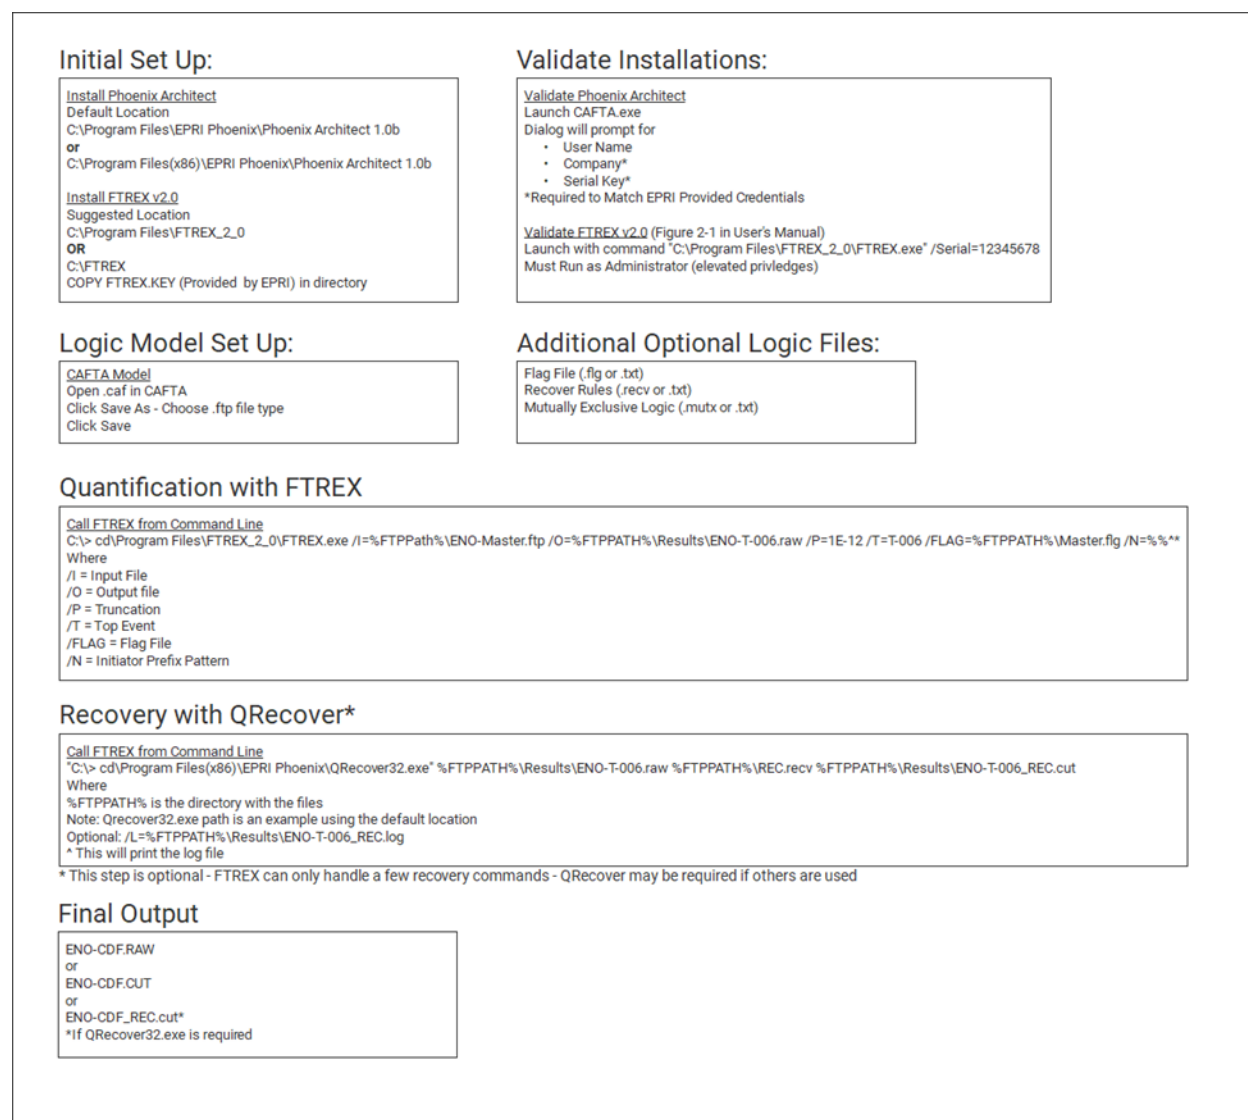 Initial Set Up:
Install Phoenix Architect
Default Location
C:\Program Files\EPRI Phoenix\Phoenix Architect 1.0b
or
C:\Program Files(x86)\EPRI Phoenix\Phoenix Architect 1.0b
Install FTREX v2.0
Suggested Location
C:\Program Files\FTREX_2_0
OR
C:\FTREX
COPY FTREX.KEY (Provided by EPRI) in directory
Validate Installations:
Validate Phoenix Architect
Launch CAFTA.exe
Dialog will prompt for
• User Name
• Company*
• Serial Key*
*Required to Match EPRI Provided Credentials
Validate FTREX v2.0 (Figure 2-1 in User's Manual)
Launch with command "C:\Program Files\FTREX_2_0\FTREX.exe" /Serial=12345678
Must Run as Administrator (elevated privledges)
Logic Model Set Up:
CAFTA Model
Open .caf in CAFTA
Click Save As - Choose .ftp file type
Click Save
Additional Optional Logic Files:
Flag File (.flg or .txt)
Recover Rules (.recv or .txt)
Mutually Exclusive Logic (.mutx or .txt)
Quantification with FTREX
Call FTREX from Command Line
C:\> cd\Program Files\FTREX_2_0\FTREX.exe /I=%FTPPath%\ENO-Master.ftp /O=%FTPPATH%\Results\ENO-T-006.raw /P=1E-12 /T=T-006 /FLAG=%FTPPATH%\Master.flg /N=%%^*
Where
/I = Input File
/O = Output file
/P = Truncation
/T = Top Event
/FLAG = Flag File
/N = Initiator Prefix Pattern
Recovery with QRecover*
Call FTREX from Command Line
"C:\> cd\Program Files(x86)\EPRI Phoenix\QRecover32.exe" %FTPPATH%\Results\ENO-T-006.raw %FTPPATH%\REC.recv %FTPPATH%\Results\ENO-T-006_REC.cut
Where
%FTPPATH% is the directory with the files
Note: Qrecover32.exe path is an example using the default location
Optional: /L=%FTPPATH%\Results\ENO-T-006_REC.log
^ This will print the log file
* This step is optional - FTREX can only handle a few recovery commands - QRecover may be required if others are used
Final Output
ENO-CDF.RAW
or
ENO-CDF.CUT
or
ENO-CDF_REC.cut*
*If QRecover32.exe is required